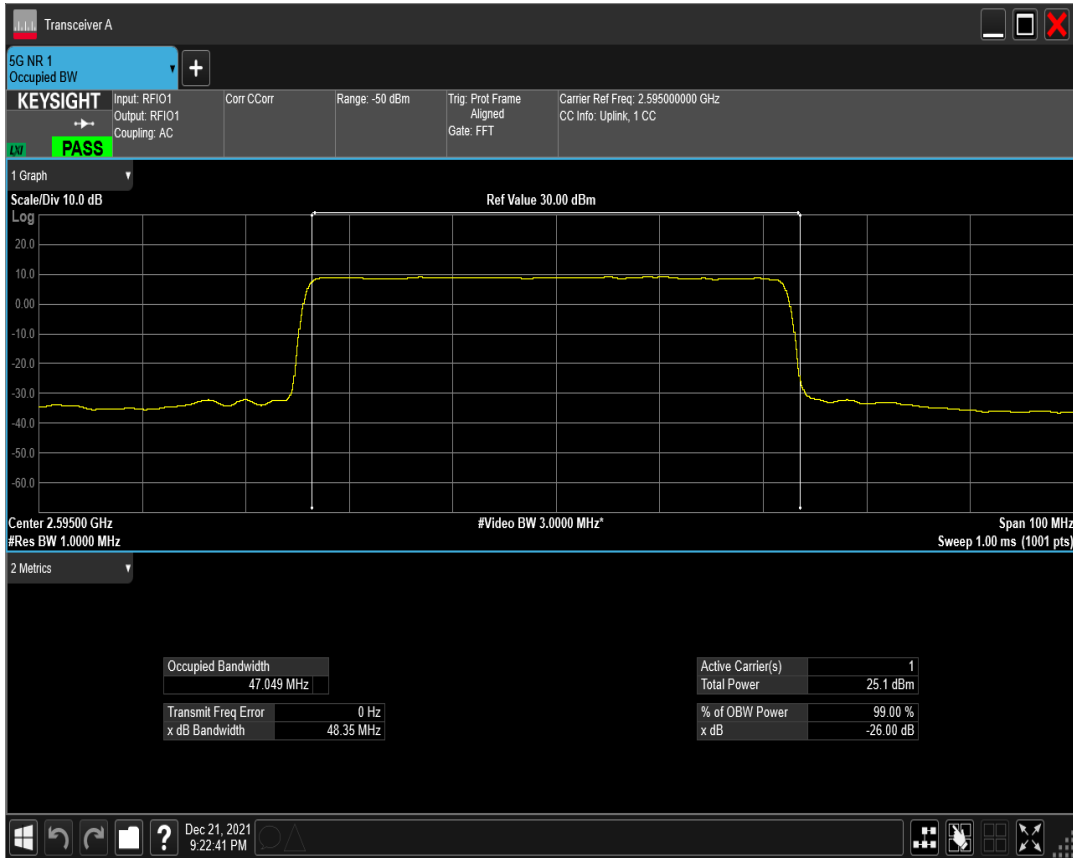 Transceiver A
5G NR 1
Occupied BW
KEYSIGHT
LXI
PASS
Input: RFIO1
Output: RFIO1
Coupling: AC
Corr CCorr
Range: -50 dBm
Trig: Prot Frame
Aligned
Gate: FFT
Carrier Ref Freq: 2.595000000 GHz
CC Info: Uplink, 1 CC
1 Graph
Scale/Div 10.0 dB
Ref Value 30.00 dBm
Log
20.0
10.0
0.00
-10.0
-20.0
-30.0
-40.0
-50.0
-60.0
Center 2.59500 GHz
#Video BW 3.0000 MHz*
Span 100 MHz
#Res BW 1.0000 MHz
Sweep 1.00 ms (1001 pts)
2 Metrics
Occupied Bandwidth
47.049 MHz
Transmit Freq Error 0 Hz
x dB Bandwidth 48.35 MHz
Active Carrier(s) 1
Total Power 25.1 dBm
% of OBW Power 99.00 %
x dB -26.00 dB
?
Dec 21, 2021
9:22:41 PM